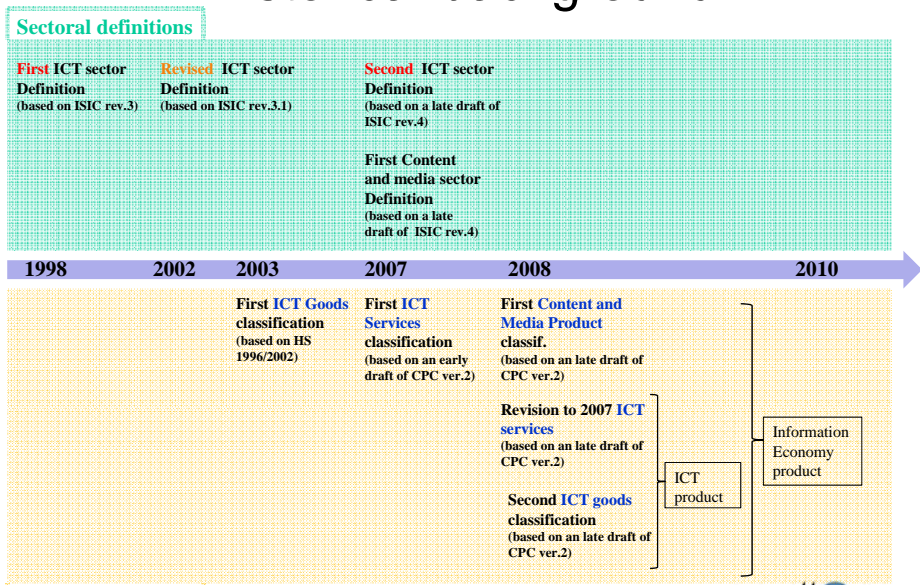 Sectoral definitions
First ICT sector
Definition
(based on ISIC rev.3)
Revised ICT sector
Definition
(based on ISIC rev.3.1)
Second ICT sector
Definition
(based on a late draft of
ISIC rev.4)
First Content
and media sector
Definition
(based on a late
draft of ISIC rev.4)
1998 2002 2003 2007 2008 2010
First ICT Goods
classification
(based on HS
1996/2002)
First ICT
Services
classification
(based on an early
draft of CPC ver.2)
First Content and
Media Product
classif.
(based on an late draft of
CPC ver.2)
Revision to 2007 ICT
services
(based on an late draft of
CPC ver.2)
Second ICT goods
classification
(based on an late draft of
CPC ver.2)
ICT
product
Information
Economy
product